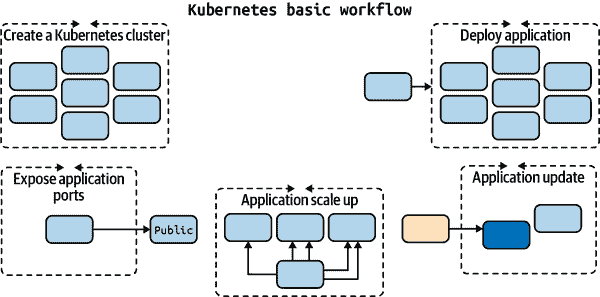 Kubernetes basic workflow
Create a Kubernetes cluster
Deploy application
Expose application
ports
Public
Application scale up
Application update